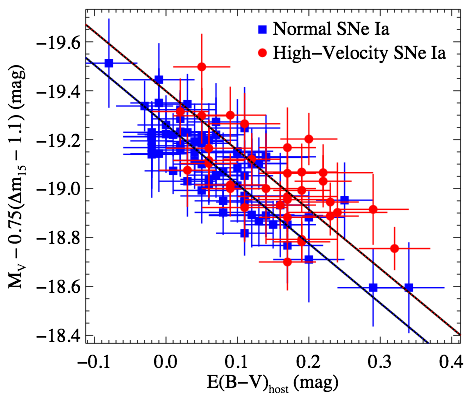 Normal SNe Ia
High-Velocity SNe Ia
M_V - 0.75(Δm_15 - 1.1) (mag)
-19.6
-19.4
-19.2
-19.0
-18.8
-18.6
-18.4
-0.1 0.0 0.1 0.2 0.3 0.4
E(B-V)_host (mag)